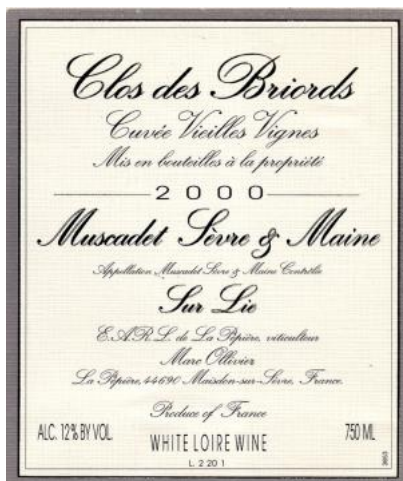 Clos des Briords
Cuvée Vieilles Vignes
Mis en bouteilles à la propriété
2000
Muscadet Sèvre & Maine
Appellation Muscadet Sèvre & Maine Contrôlée
Sur Lie
E.A.R.L. de La Pépière, viticulteur
Marc Ollivier
La Pépière, 44690 Maisdon-sur-Sèvre, France.
Produce of France
ALC. 12% BY VOL.
WHITE LOIRE WINE
750 ML
L. 2 20 1